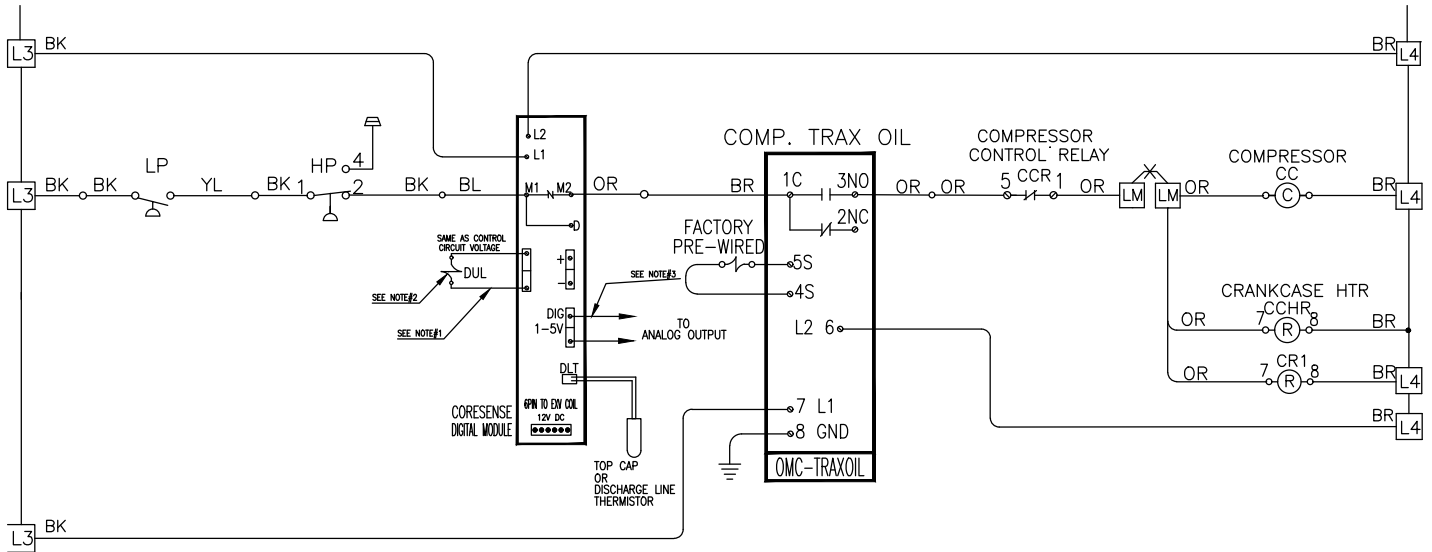 L3 BK
BR L4
L2
L1
COMP. TRAX OIL
COMPRESSOR
CONTROL RELAY
COMPRESSOR
CC
LP
HP 4
L3 BK BK YL BK 1 2 BK BL M1 N M2 OR BR 1C 3NO OR OR 5 CCR 1 OR LM LM OR C BR L4
D
2NC
SAME AS CONTROL
CIRCUIT VOLTAGE
DUL
SEE NOTE#2
SEE NOTE#1
+
-
FACTORY
PRE-WIRED
5S
4S
SEE NOTE#3
DIG
1-5V
TO
ANALOG OUTPUT
L2 6
CRANKCASE HTR
CCHR
OR 7 R 8 BR
CR1
OR 7 R 8 BR L4
BR L4
DLT
6PIN TO EXV COIL
12V DC
CORESENSE
DIGITAL MODULE
7 L1
8 GND
OMC-TRAXOIL
TOP CAP
OR
DISCHARGE LINE
THERMISTOR
L3 BK